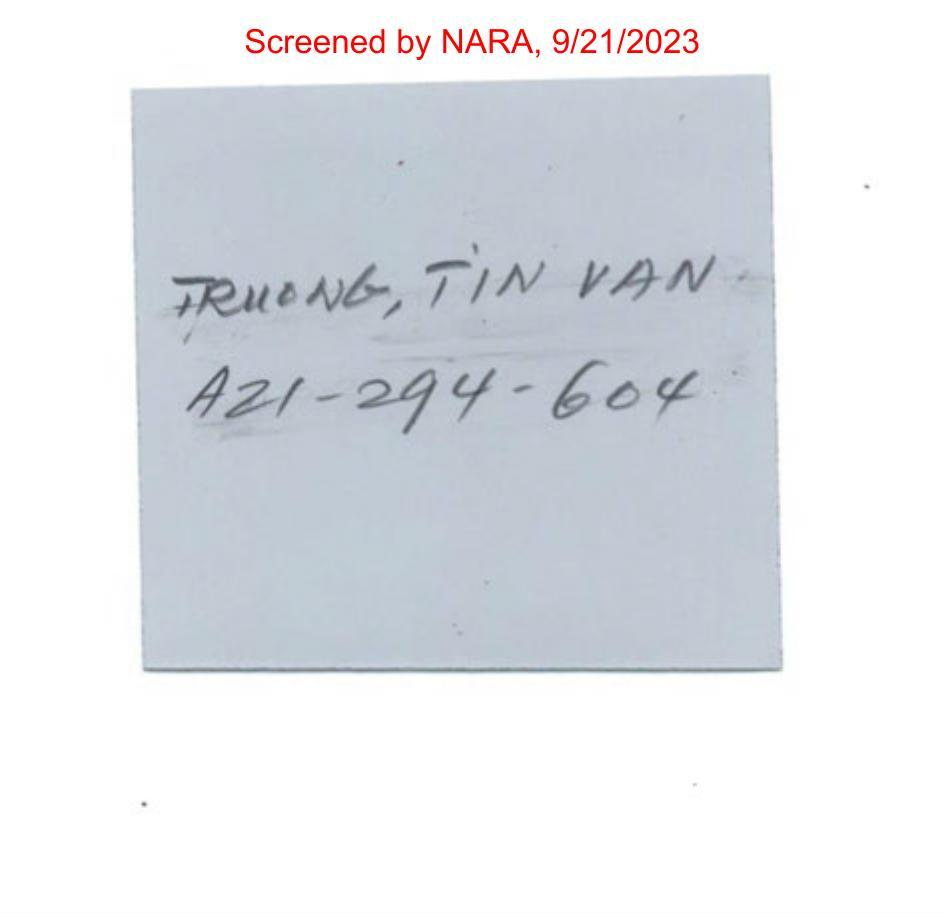 Screened by NARA, 9/21/2023
TRUONG, TIN VAN
A21-294-604